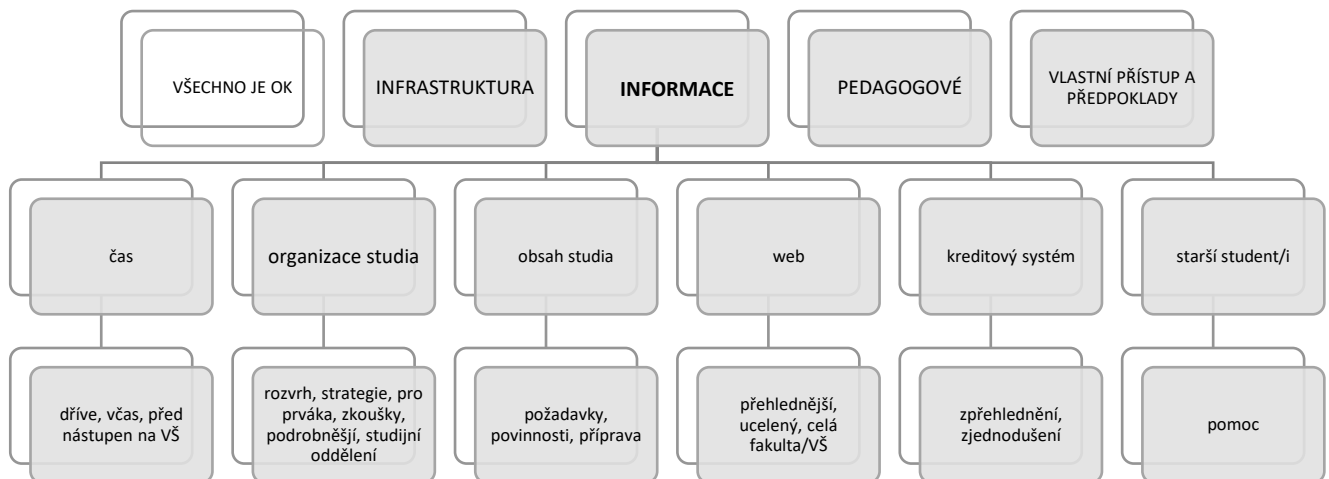 VŠECHNO JE OK
INFRASTRUKTURA
INFORMACE
PEDAGOGOVÉ
VLASTNÍ PŘÍSTUP A
PŘEDPOKLADY
čas
organizace studia
obsah studia
web
kreditový systém
starší student/i
dříve, včas, před
nástupen na VŠ
rozvrh, strategie, pro
prváka, zkoušky,
podrobněšjí, studijní
oddělení
požadavky,
povinnosti, příprava
přehlednější,
ucelený, celá
fakulta/VŠ
zpřehlednění,
zjednodušení
pomoc